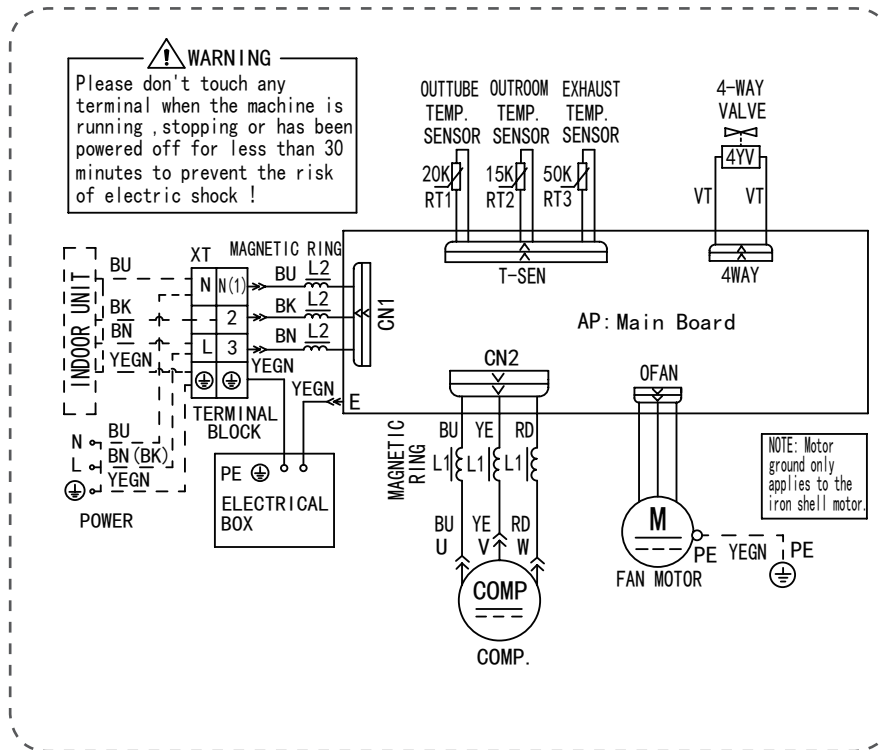 WARNING
Please don't touch any
terminal when the machine is
running ,stopping or has been
powered off for less than 30
minutes to prevent the risk
of electric shock !
OUTTUBE
TEMP.
SENSOR
OUTROOM
TEMP.
SENSOR
EXHAUST
TEMP.
SENSOR
4-WAY
VALVE
20K
RT1
15K
RT2
50K
RT3
4YV
VT
VT
T-SEN
4WAY
INDOOR UNIT
BU
BK
BN
YEGN
XT
N
N(1)
2
L
3
MAGNETIC RING
BU
L2
BK
L2
BN
L2
YEGN
CN1
AP: Main Board
YEGN
E
TERMINAL
BLOCK
N
BU
L
BN(BK)
YEGN
POWER
PE
ELECTRICAL
BOX
CN2
MAGNETIC
RING
BU
YE
RD
L1
L1
L1
BU
YE
RD
U
V
W
COMP
COMP.
OFAN
M
FAN MOTOR
PE
YEGN
PE
NOTE: Motor
ground only
applies to the
iron shell motor.